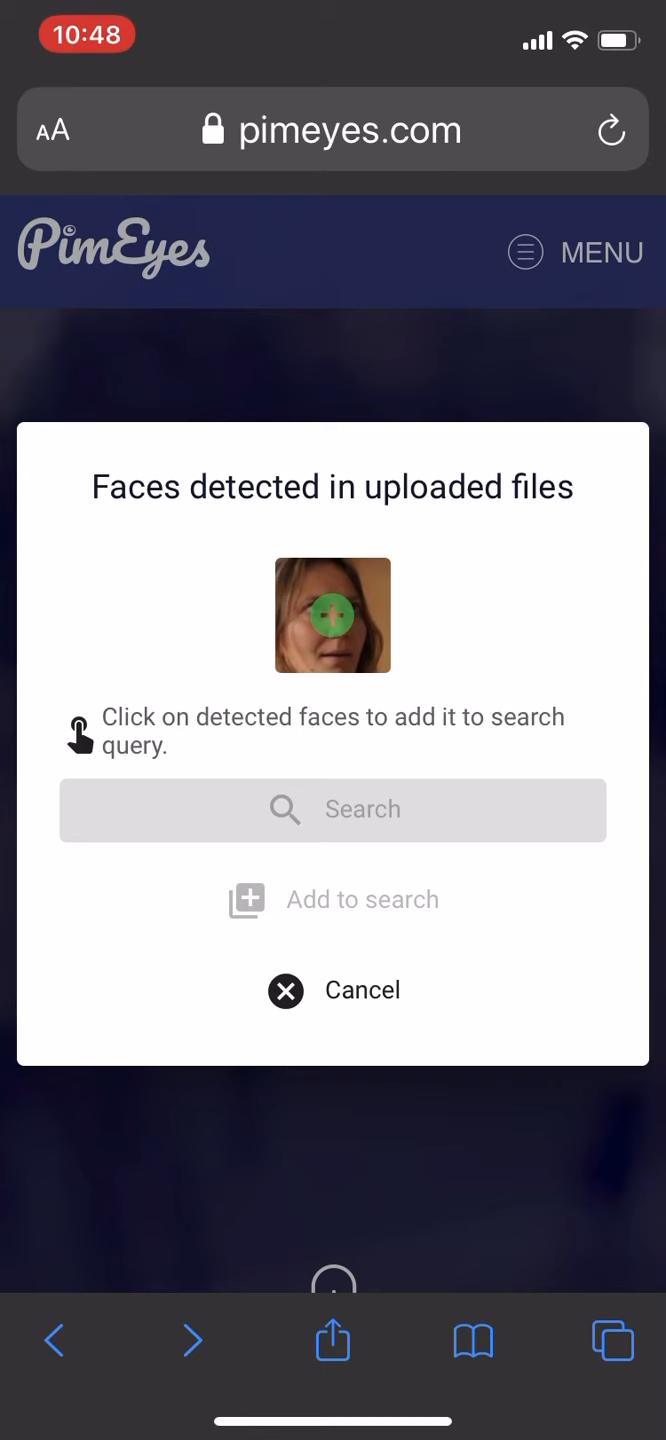 10:48
AA pimeyes.com
PimEyes MENU
Faces detected in uploaded files
Click on detected faces to add it to search
query.
Search
Add to search
Cancel